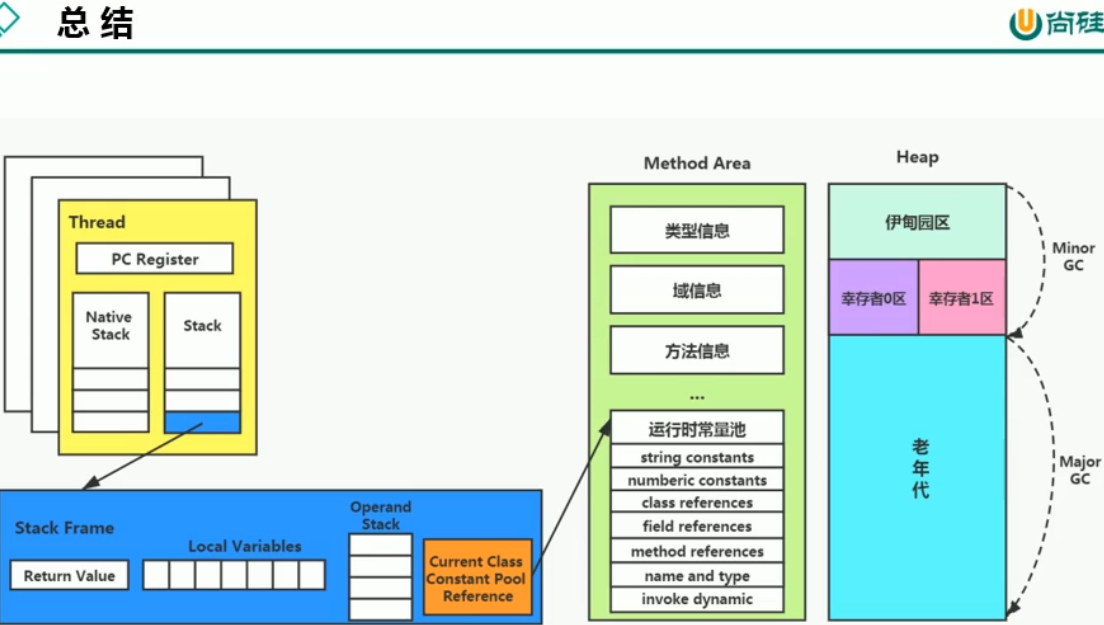 总结
尚硅
Thread
PC Register
Native
Stack
Stack
Stack Frame
Return Value
Local Variables
Operand
Stack
Current Class
Constant Pool
Reference
Method Area
类型信息
域信息
方法信息
...
运行时常量池
string constants
numberic constants
class references
field references
method references
name and type
invoke dynamic
Heap
伊甸园区
幸存者0区
幸存者1区
老
年
代
Minor
GC
Major
GC